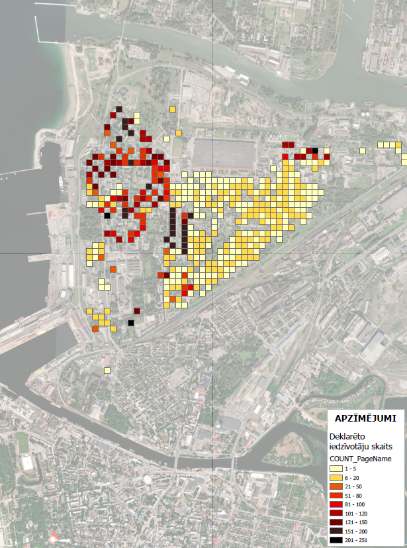 APZĪMĒJUMI
Deklarēto
iedzīvotāju skaits
COUNT_PageName
1 - 5
6 - 20
21 - 50
51 - 80
81 - 100
101 - 120
121 - 150
151 - 200
201 - 251